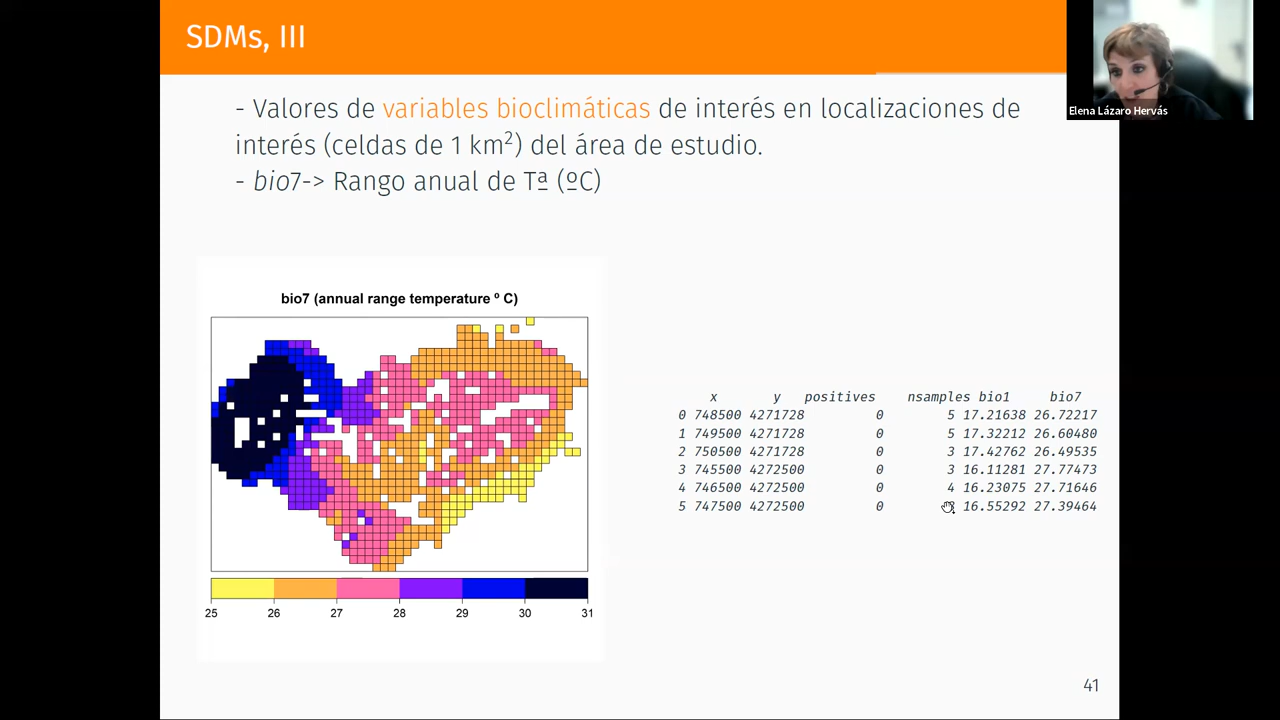 SDMs, III
Elena Lázaro Hervás
- Valores de variables bioclimáticas de interés en localizaciones de
interés (celdas de 1 km²) del área de estudio.
- bio7-> Rango anual de Tª (ºC)
bio7 (annual range temperature º C)
25 26 27 28 29 30 31
x y positives nsamples bio1 bio7
0 748500 4271728 0 5 17.21638 26.72217
1 749500 4271728 0 5 17.32212 26.60480
2 750500 4271728 0 3 17.42762 26.49535
3 745500 4272500 0 3 16.11281 27.77473
4 746500 4272500 0 4 16.23075 27.71646
5 747500 4272500 0 16.55292 27.39464
41